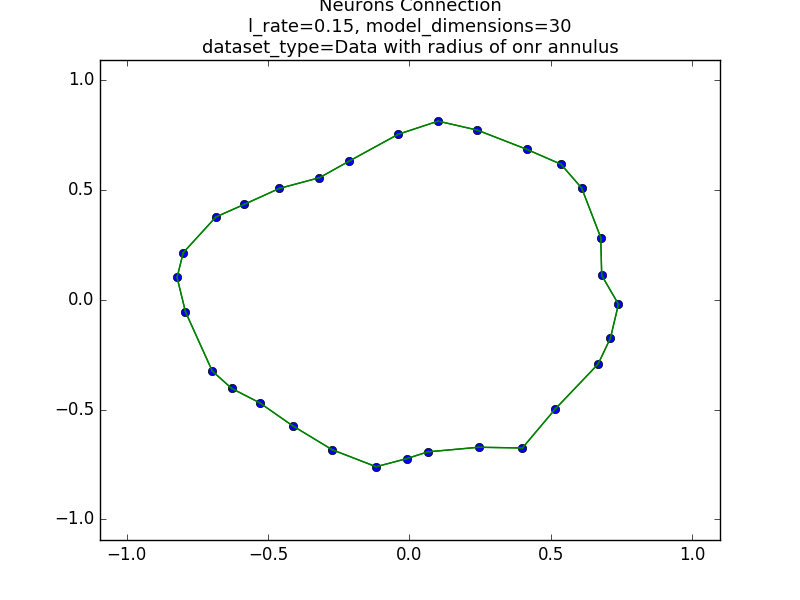 Neurons Connection
l_rate=0.15, model_dimensions=30
dataset_type=Data with radius of onr annulus
1.0
0.5
0.0
−0.5
−1.0
−1.0 −0.5 0.0 0.5 1.0